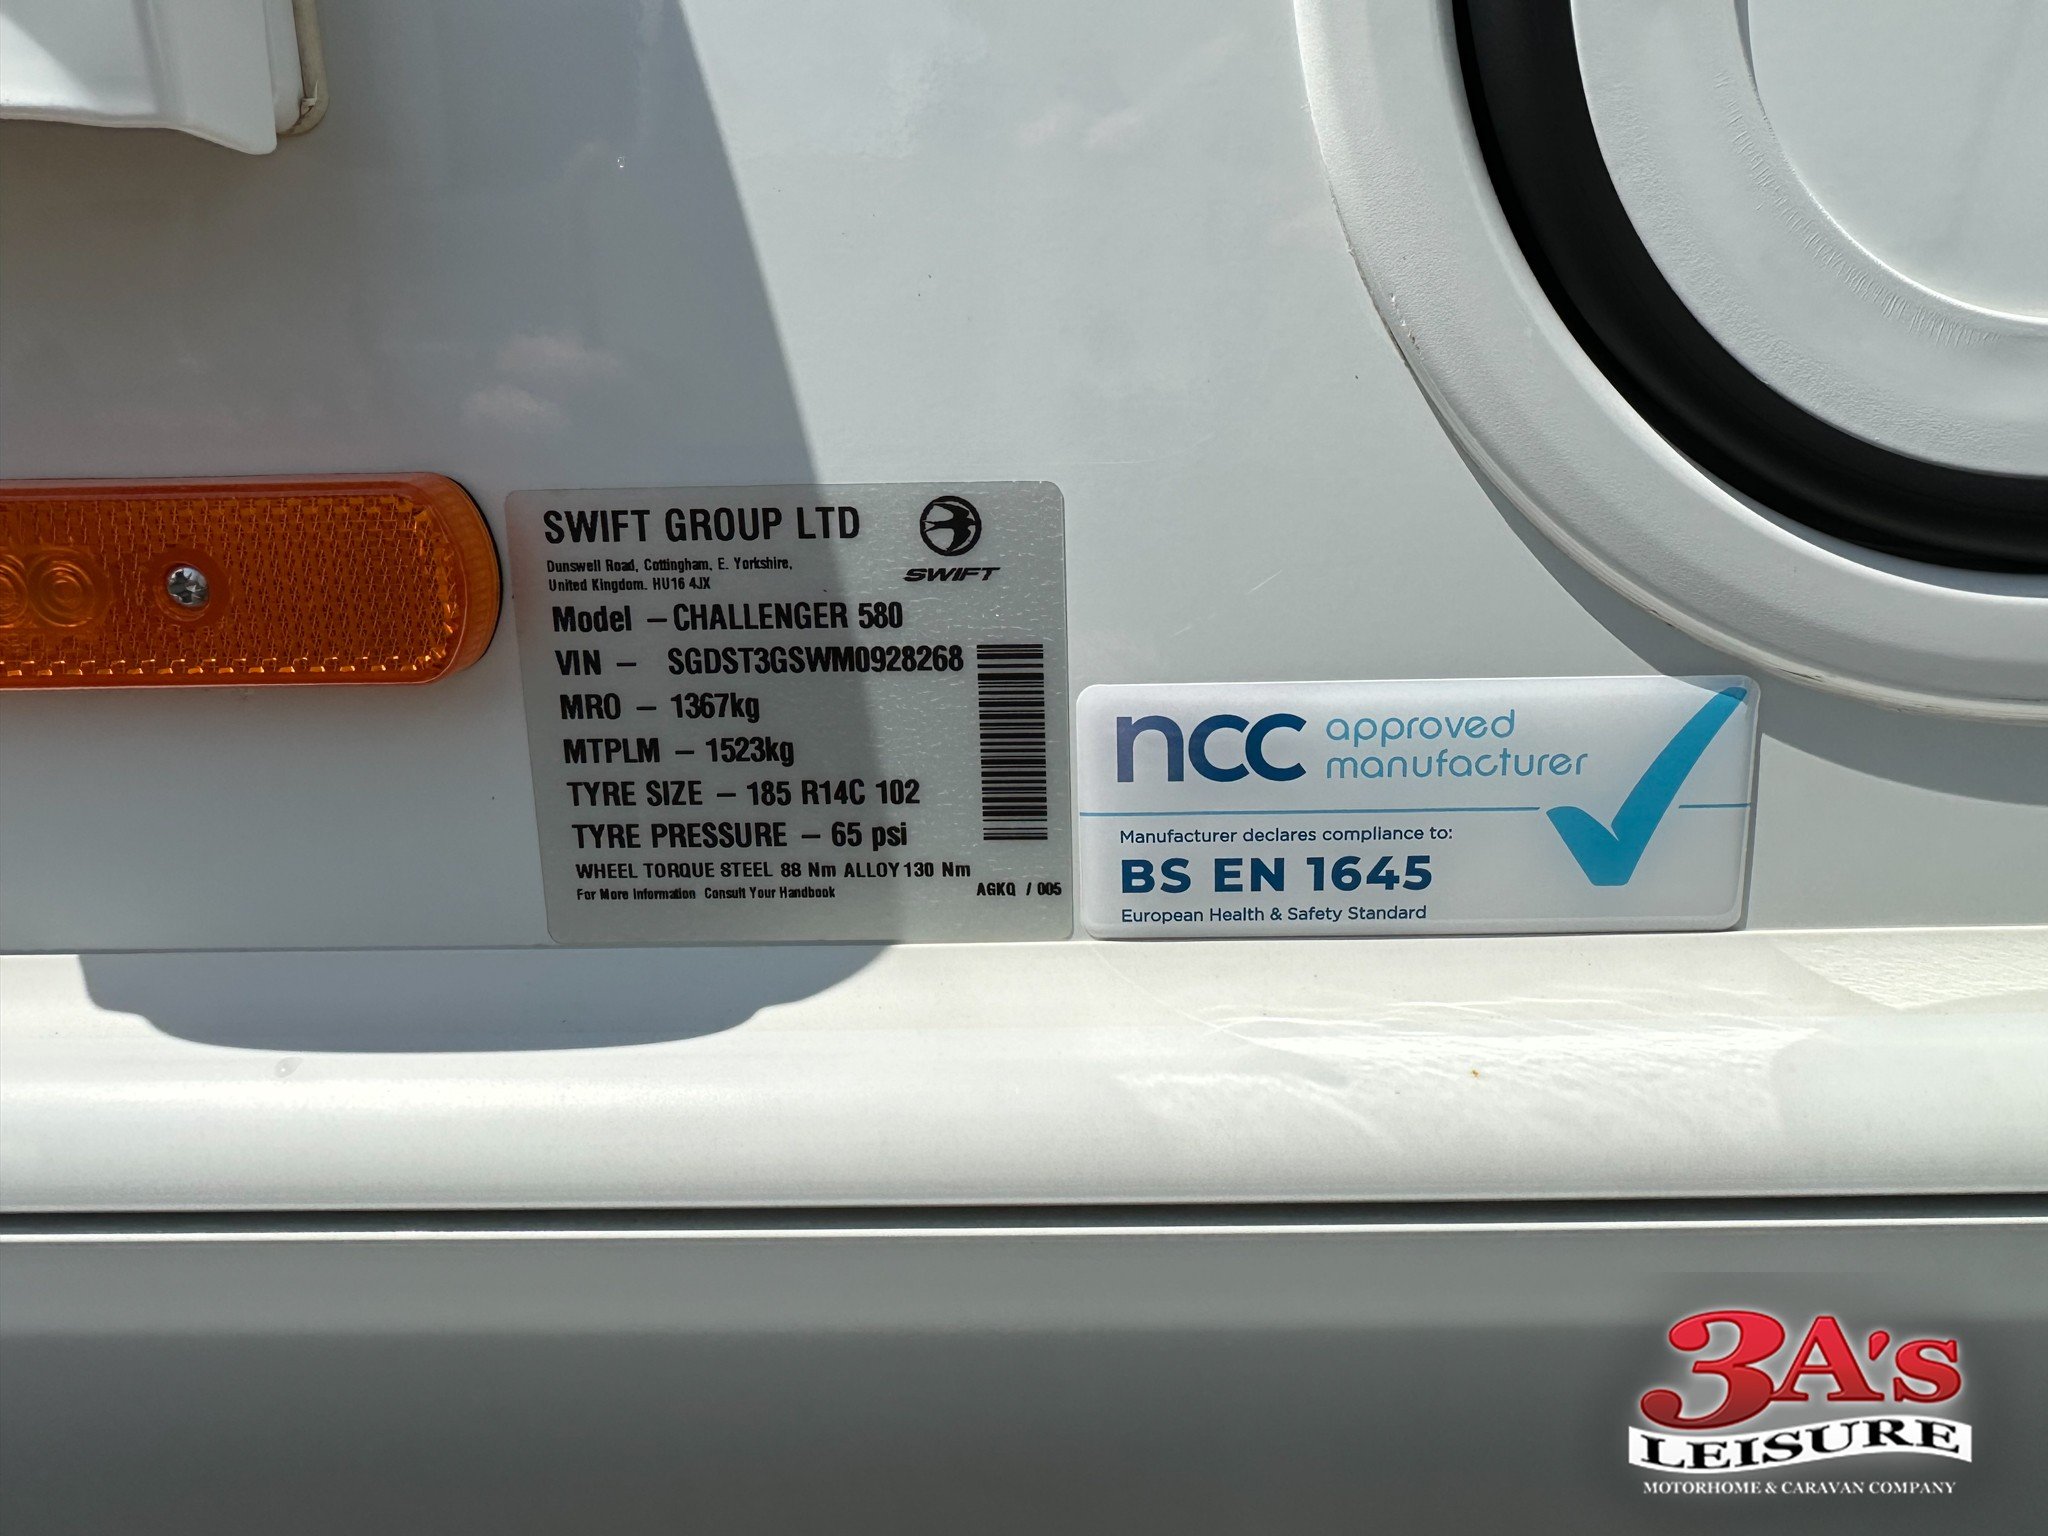 SWIFT GROUP LTD
SWIFT
Dunswell Road, Cottingham, E. Yorkshire,
United Kingdom. HU16 4JX
Model – CHALLENGER 580
VIN – SGDST3GSWM0928268
MRO – 1367kg
MTPLM – 1523kg
TYRE SIZE – 185 R14C 102
TYRE PRESSURE – 65 psi
WHEEL TORQUE STEEL 88 Nm ALLOY 130 Nm
For More Information Consult Your Handbook
AGKQ / 005
ncc approved
manufacturer
Manufacturer declares compliance to:
BS EN 1645
European Health & Safety Standard
3A's
LEISURE
MOTORHOME & CARAVAN COMPANY